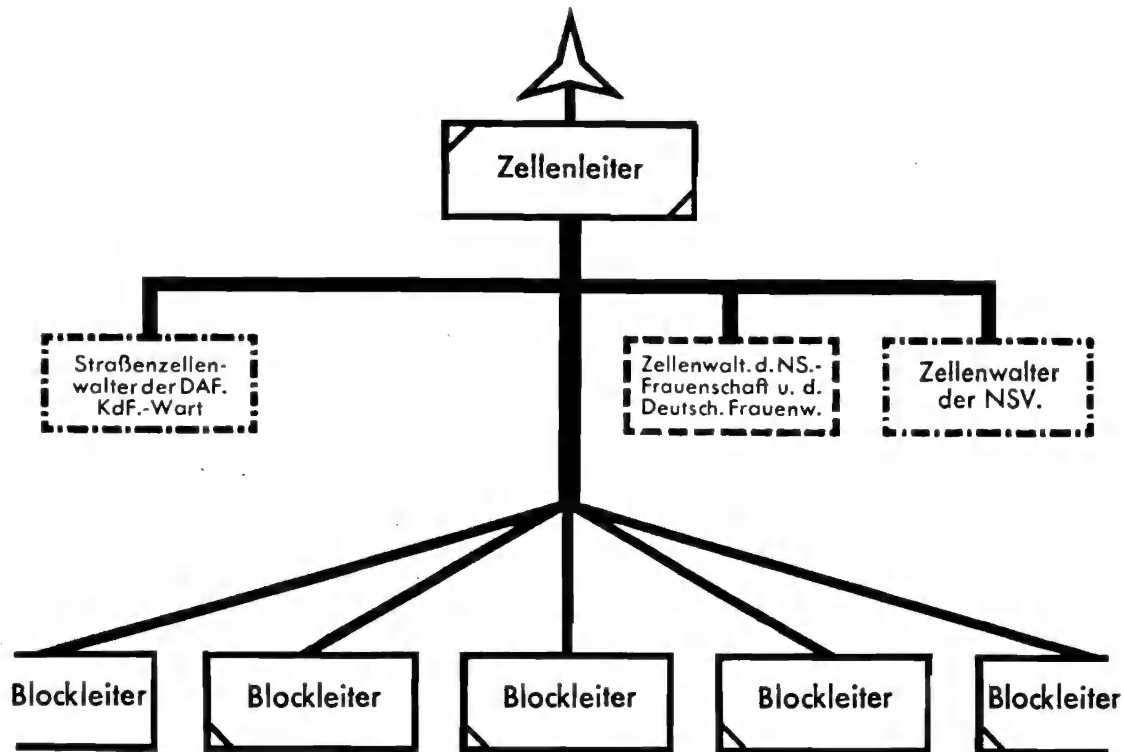 Zellenleiter
Straßenzellen-
walter der DAF.
KdF.-Wart
Zellenwalt. d. NS.-
Frauenschaft u. d.
Deutsch. Frauenw.
Zellenwalter
der NSV.
Blockleiter
Blockleiter
Blockleiter
Blockleiter
Blockleiter